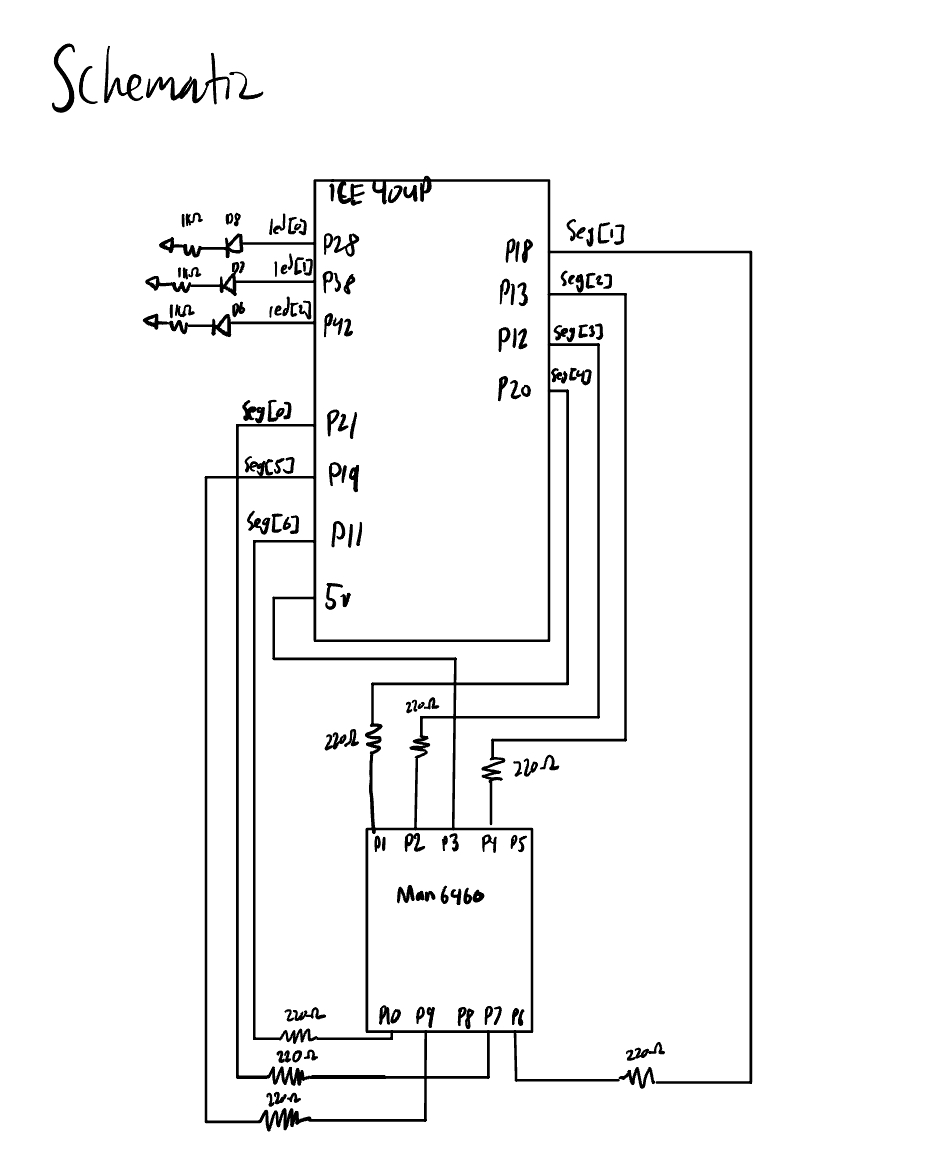 Schematic
ICE 40UP
1kΩ D8 led[0] P28
1kΩ D7 led[1] P38
1kΩ D6 led[2] P42
P18 Seg[1]
P13 Seg[2]
P12 Seg[3]
P20 Seg[4]
Seg[0] P21
Seg[5] P19
Seg[6] P11
5v
220Ω
220Ω
220Ω
P1 P2 P3 P4 P5
Man 6460
P10 P9 P8 P7 P6
220Ω
220Ω
220Ω
220Ω